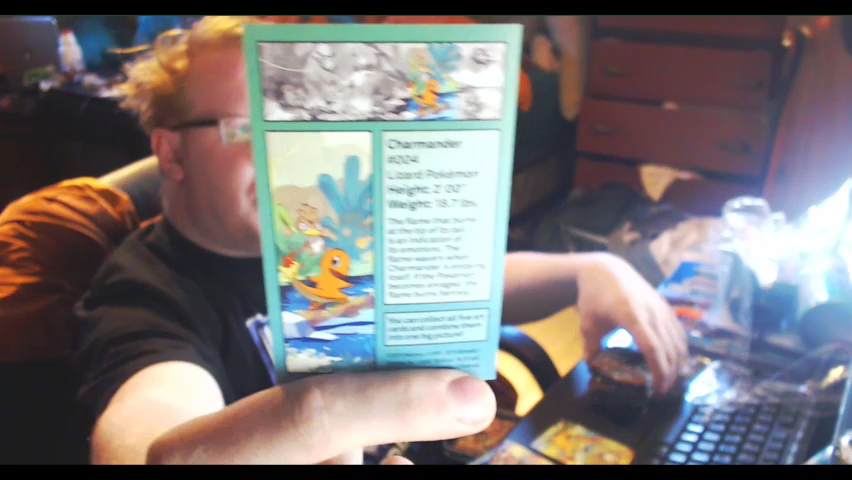 Charmander
#004
Lizard Pokémon
Height: 2' 00"
Weight: 18.7 lbs.
The flame that burns
at the tip of its tail
is an indication of
its emotions. The
flame wavers when
Charmander is enjoying
itself. If the Pokémon
becomes enraged, the
flame burns fiercely.
You can collect all five art
cards and combine them
into one big picture!